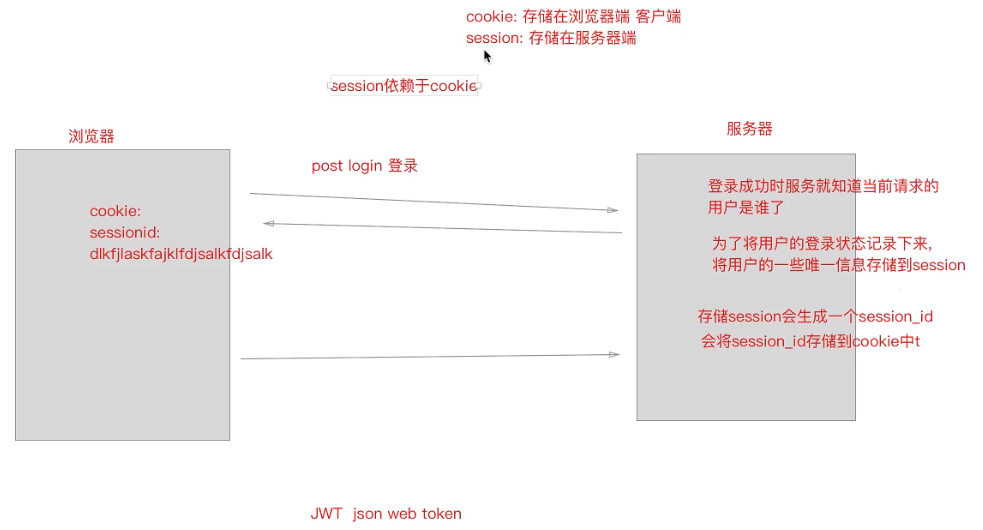 cookie: 存储在浏览器端 客户端
session: 存储在服务器端
session依赖于cookie
浏览器
服务器
post login 登录
cookie:
sessionid:
dlkfjlaskfajklfdjsalkfdjsalk
登录成功时服务就知道当前请求的
用户是谁了
为了将用户的登录状态记录下来,
将用户的一些唯一信息存储到session
存储session会生成一个session_id
会将session_id存储到cookie中t
JWT json web token